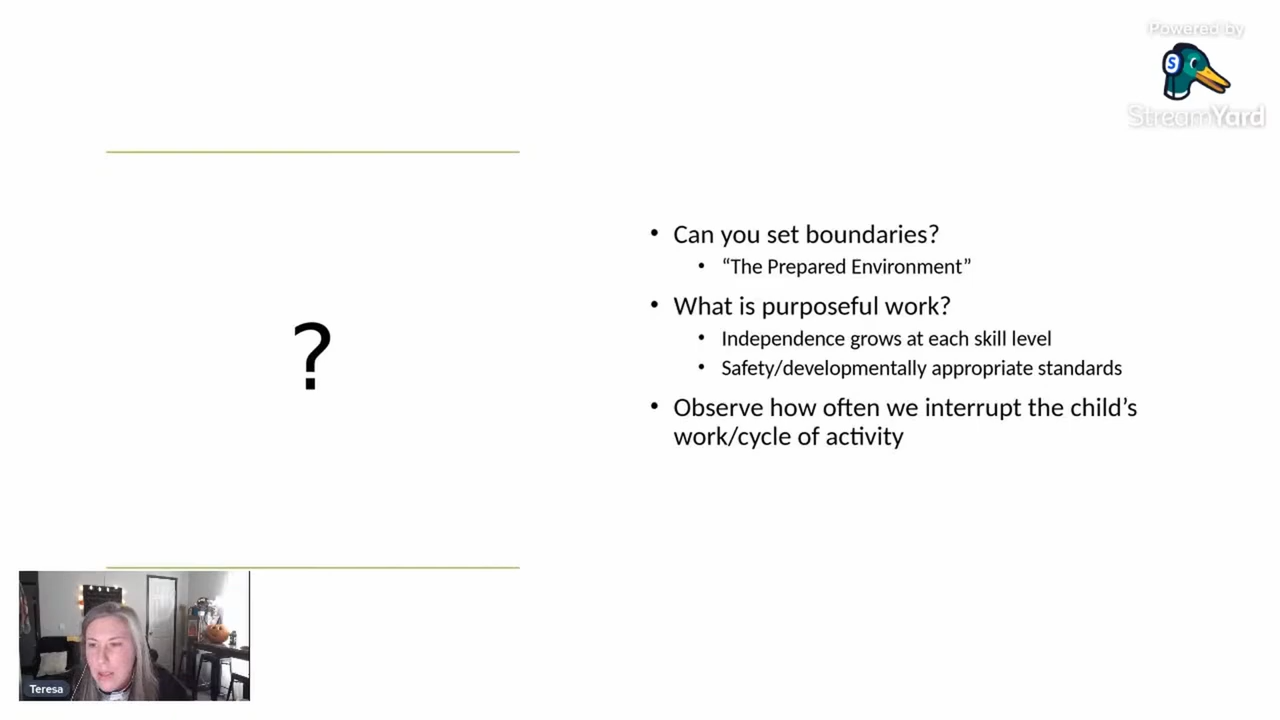 Powered by
S
StreamYard
?
• Can you set boundaries?
• “The Prepared Environment”
• What is purposeful work?
• Independence grows at each skill level
• Safety/developmentally appropriate standards
• Observe how often we interrupt the child’s
work/cycle of activity
Teresa